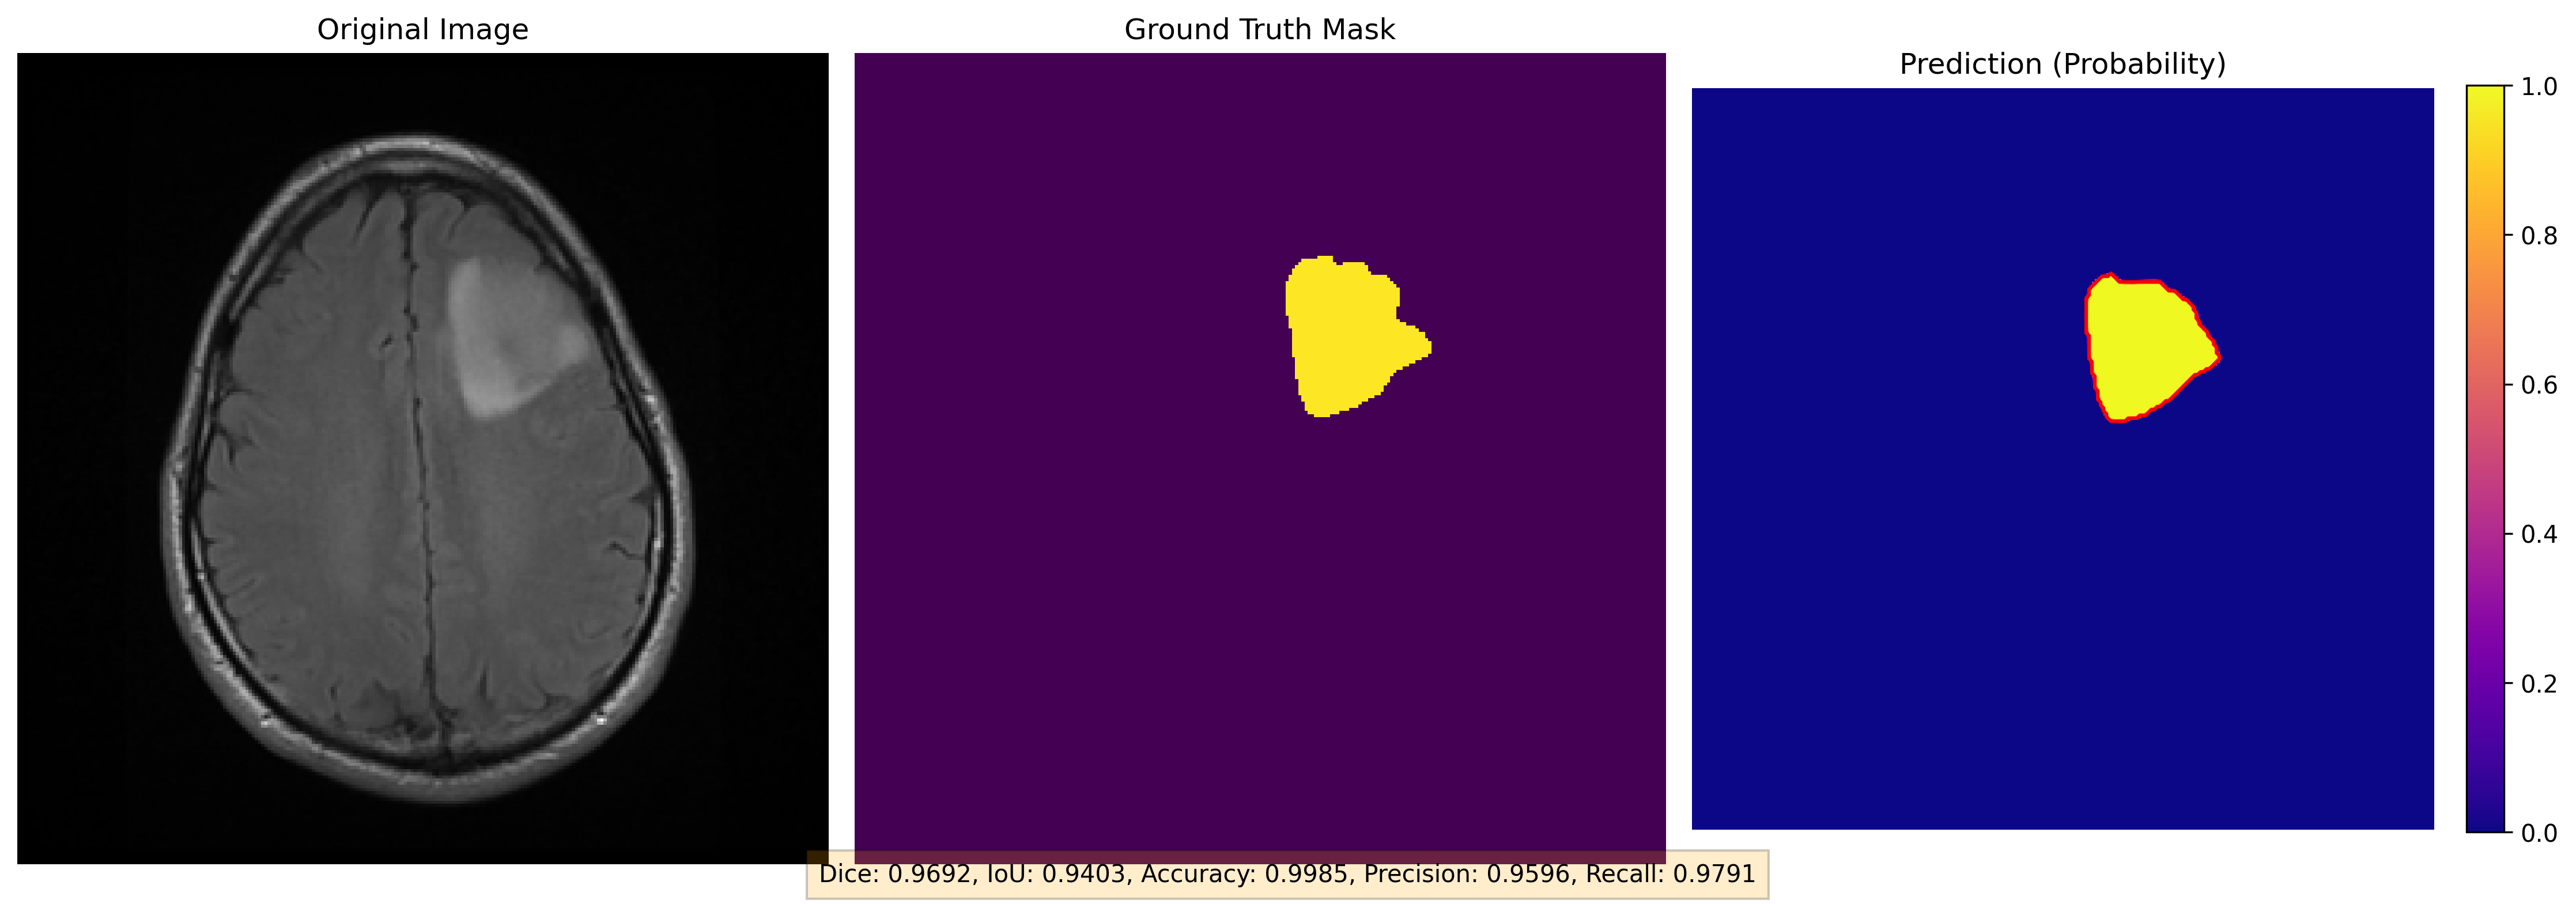 Original Image
Ground Truth Mask
Prediction (Probability)
1.0
0.8
0.6
0.4
0.2
0.0
Dice: 0.9692, IoU: 0.9403, Accuracy: 0.9985, Precision: 0.9596, Recall: 0.9791